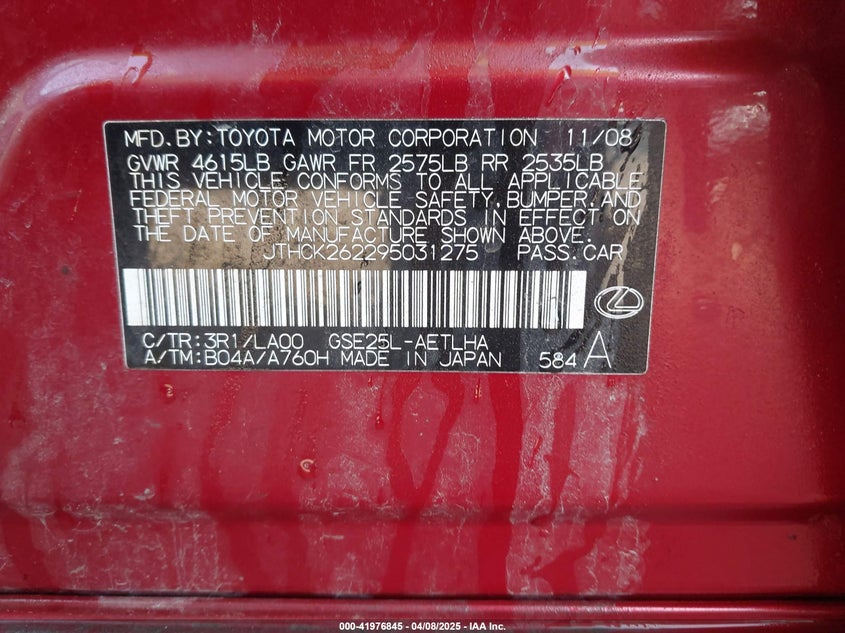 MFD. BY: TOYOTA MOTOR CORPORATION 11/08
GVWR 4615LB GAWR FR 2575LB RR 2535LB
THIS VEHICLE CONFORMS TO ALL APPLICABLE
FEDERAL MOTOR VEHICLE SAFETY, BUMPER, AND
THEFT PREVENTION STANDARDS IN EFFECT ON
THE DATE OF MANUFACTURE SHOWN ABOVE.
JTHCK262295031275 PASS. CAR
C/TR: 3R1/LA00 GSE25L-AETLHA
A/TM: B04A/A760H MADE IN JAPAN 584 A
000-41976845 - 04/08/2025 - IAA Inc.